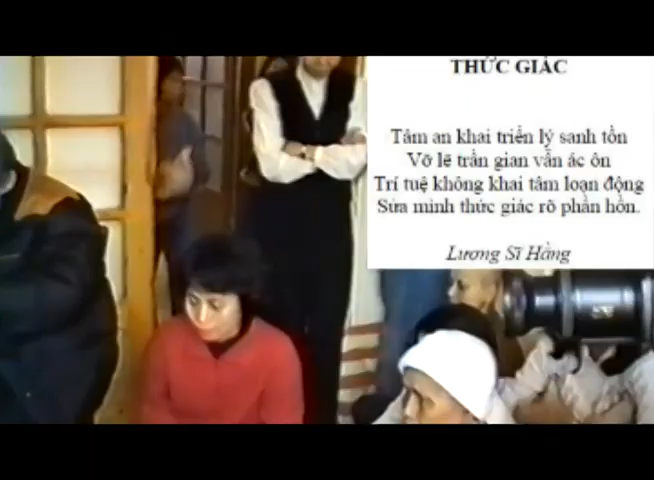 THỨC GIÁC
Tâm an khai triển lý sanh tồn
Vỡ lẽ trần gian vẫn ác ôn
Trí tuệ không khai tâm loạn động
Sửa mình thức giác rõ phần hồn.
Lương Sĩ Hằng